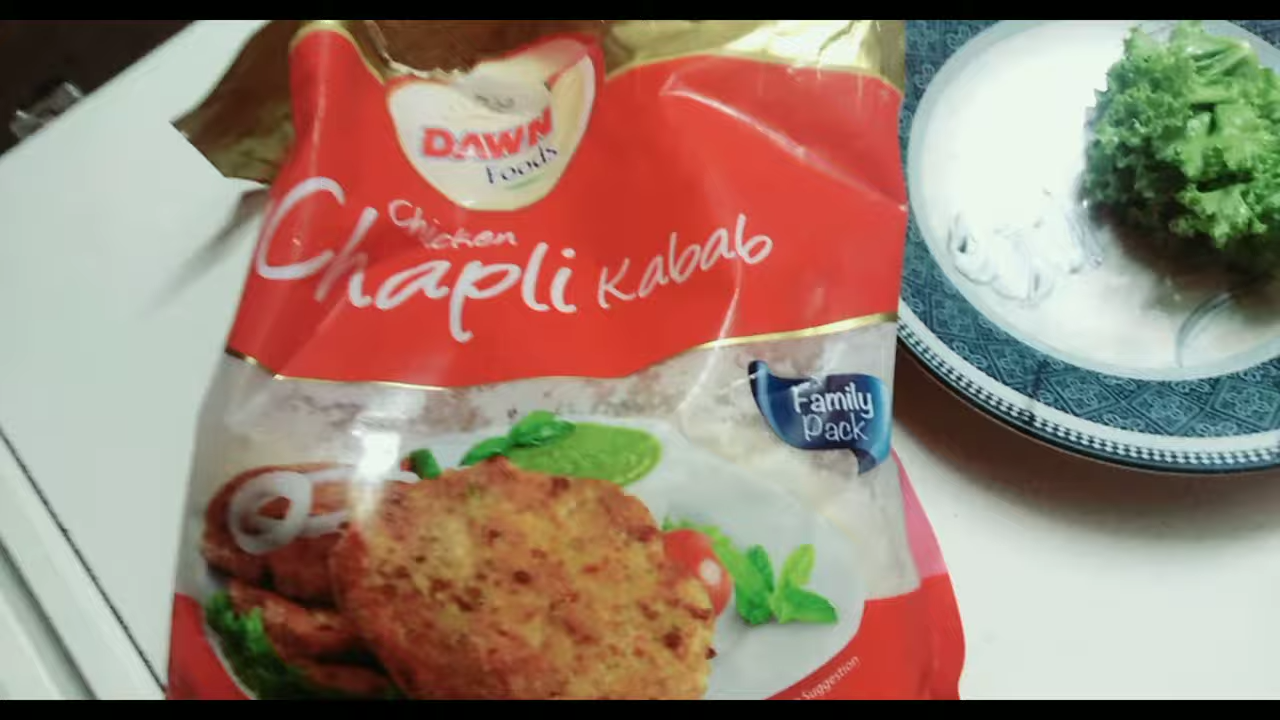 DAWN
Foods
Chicken
Chapli Kabab
Family
Pack
Suggestion